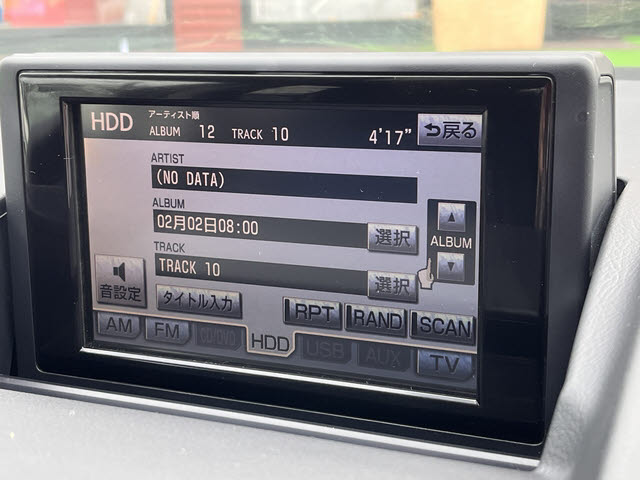 HDD アーティスト順
ALBUM 12 TRACK 10 4'17" 戻る
ARTIST
(NO DATA)
ALBUM
02月02日08:00 選択
ALBUM
TRACK
TRACK 10 選択
音設定 タイトル入力 RPT RAND SCAN
AM FM CD/DVD HDD USB AUX TV